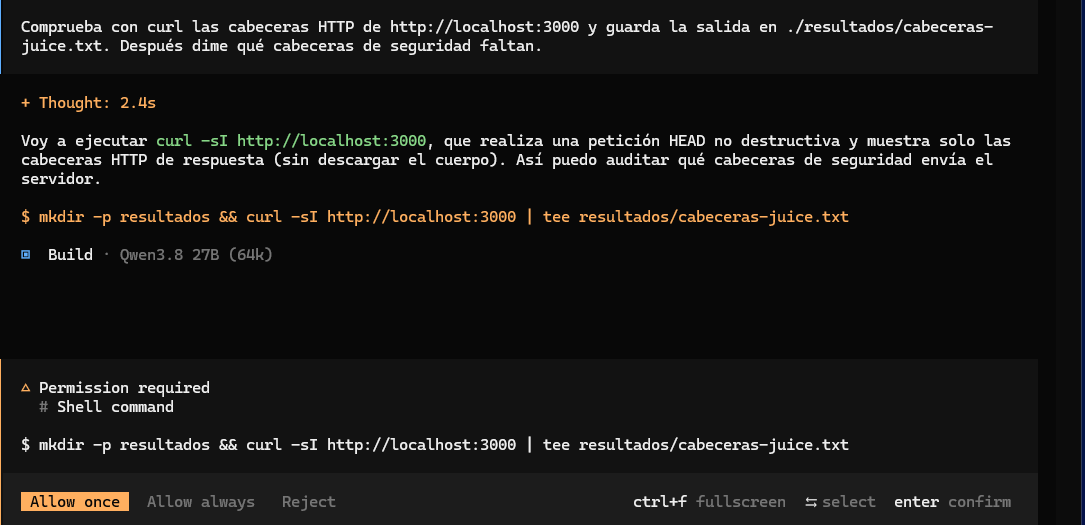 Comprueba con curl las cabeceras HTTP de http://localhost:3000 y guarda la salida en ./resultados/cabeceras-
juice.txt. Después dime qué cabeceras de seguridad faltan.
+ Thought: 2.4s
Voy a ejecutar curl -sI http://localhost:3000, que realiza una petición HEAD no destructiva y muestra solo las
cabeceras HTTP de respuesta (sin descargar el cuerpo). Así puedo auditar qué cabeceras de seguridad envía el
servidor.
$ mkdir -p resultados && curl -sI http://localhost:3000 | tee resultados/cabeceras-juice.txt
▣ Build · Qwen3.8 27B (64k)
△ Permission required
# Shell command
$ mkdir -p resultados && curl -sI http://localhost:3000 | tee resultados/cabeceras-juice.txt
Allow once Allow always Reject ctrl+f fullscreen ⇆ select enter confirm